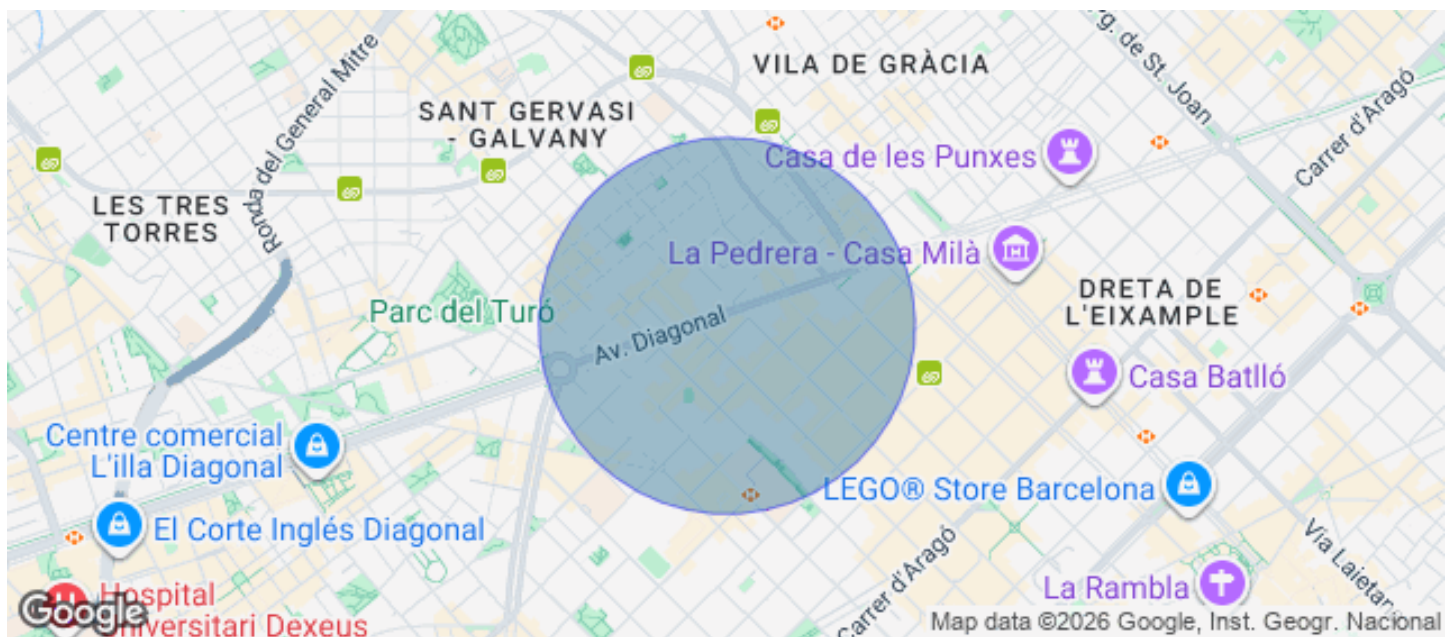 VILA DE GRÀCIA
rg. de St. Joan
Carrer d'Aragó
Ronda del General Mitre
SANT GERVASI
- GALVANY
Casa de les Punxes
LES TRES
TORRES
La Pedrera - Casa Milà
DRETA DE
L'EIXAMPLE
Parc del Turó
Av. Diagonal
Casa Batlló
Centre comercial
L'illa Diagonal
LEGO® Store Barcelona
El Corte Inglés Diagonal
Via Laietan
Carrer d'Aragó
La Rambla
Hospital
Universitari Dexeus
Google
Map data ©2026 Google, Inst. Geogr. Nacional